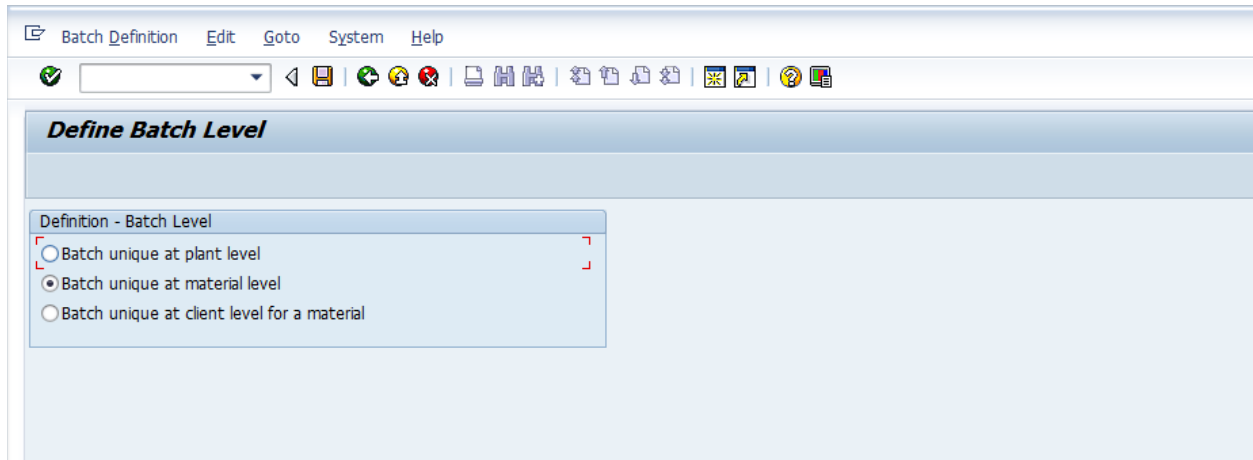 Batch Definition Edit Goto System Help
Define Batch Level
Definition - Batch Level
Batch unique at plant level
Batch unique at material level
Batch unique at client level for a material